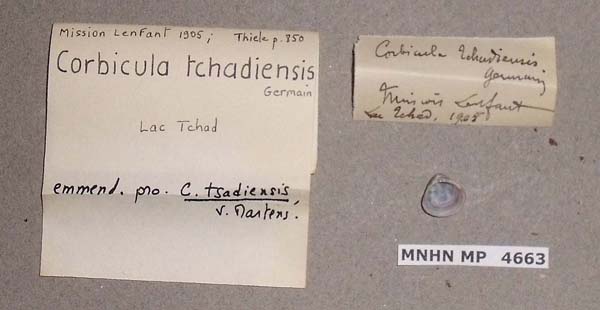 Mission Lenfant 1905; Thiele p.850
Corbicula tchadiensis
Germain
Lac Tchad
emmend. pro. C. tsadiensis,
v. Martens.
Corbicula tchadiensis
Germain
Mission Lenfant
Lac Tchad, 1905
MNHN MP 4663